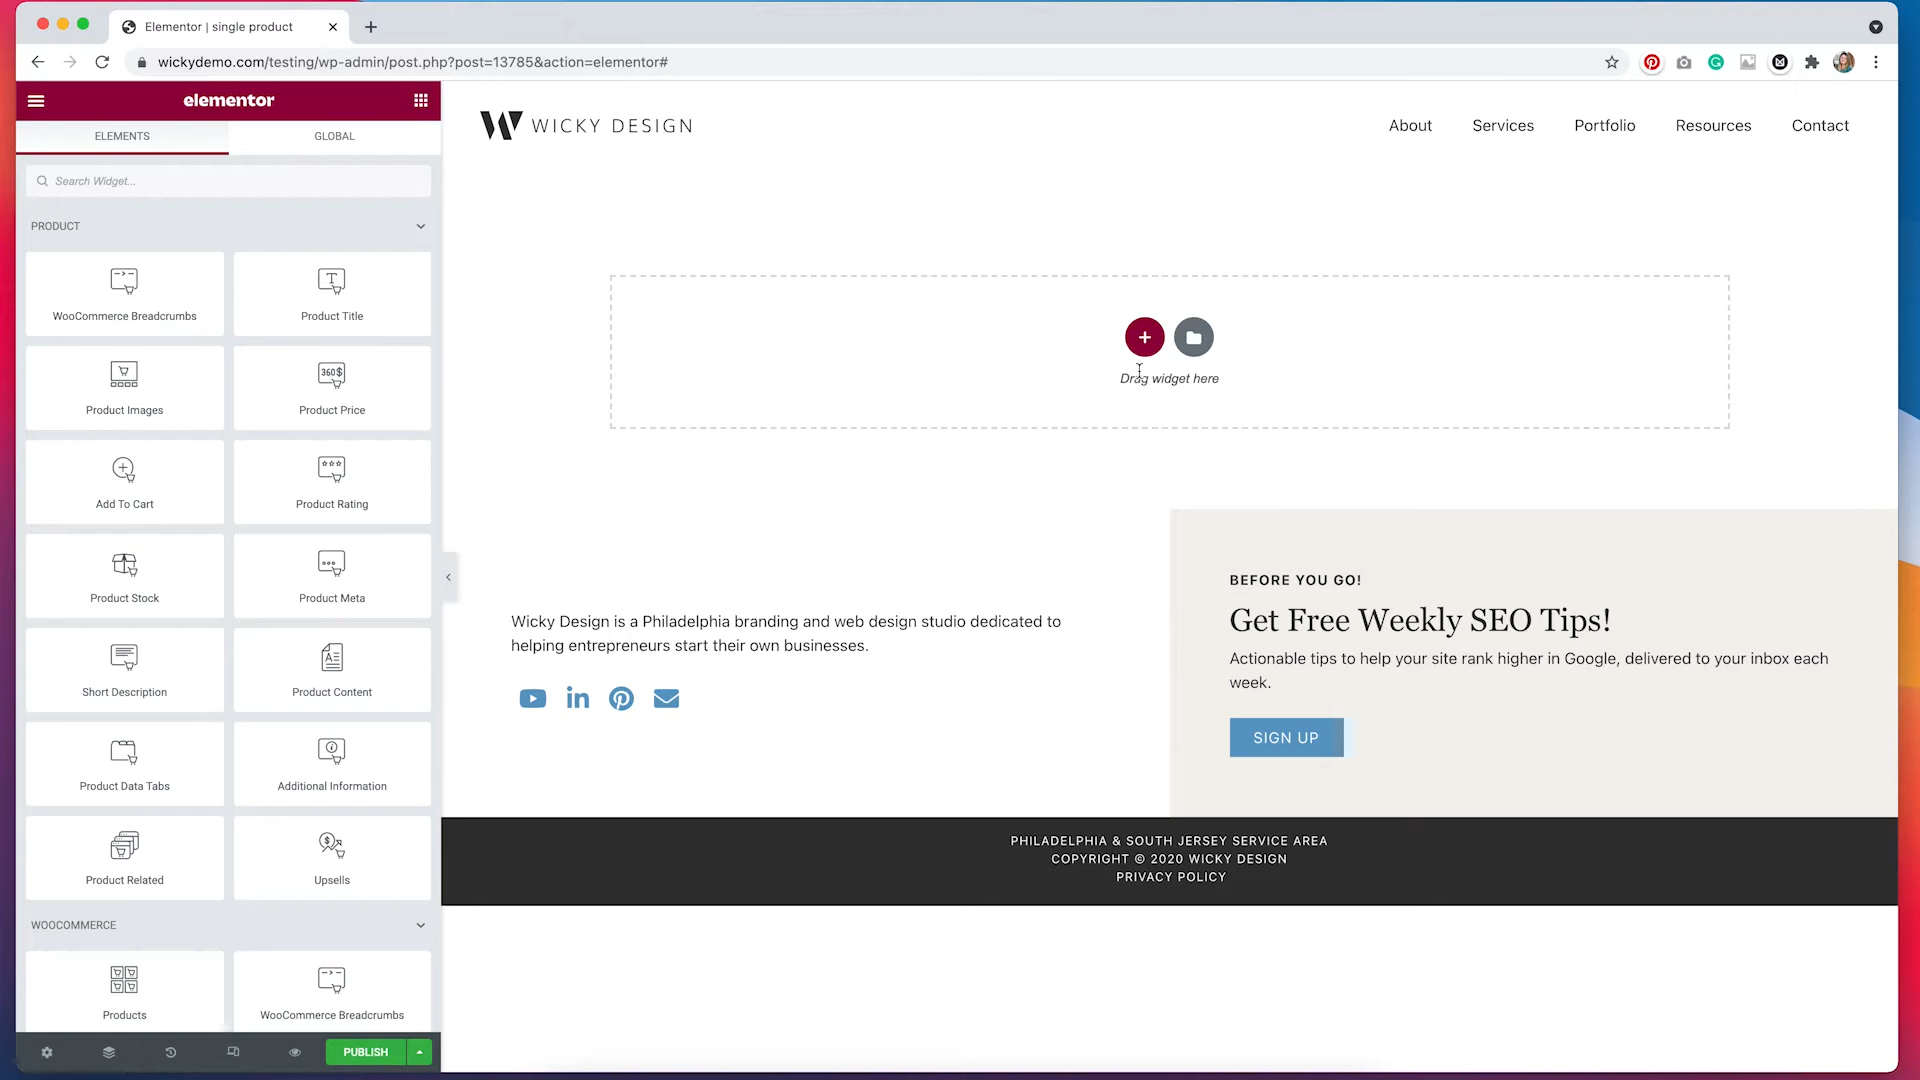 Elementor | single product
wickydemo.com/testing/wp-admin/post.php?post=13785&action=elementor#
elementor
ELEMENTS
GLOBAL
Search Widget...
PRODUCT
WooCommerce Breadcrumbs
Product Title
Product Images
360$
Product Price
Add To Cart
Product Rating
Product Stock
Product Meta
Short Description
Product Content
Product Data Tabs
Additional Information
Product Related
Upsells
WOOCOMMERCE
Products
WooCommerce Breadcrumbs
PUBLISH
WICKY DESIGN
About
Services
Portfolio
Resources
Contact
Drag widget here
Wicky Design is a Philadelphia branding and web design studio dedicated to
helping entrepreneurs start their own businesses.
BEFORE YOU GO!
Get Free Weekly SEO Tips!
Actionable tips to help your site rank higher in Google, delivered to your inbox each
week.
SIGN UP
PHILADELPHIA & SOUTH JERSEY SERVICE AREA
COPYRIGHT © 2020 WICKY DESIGN
PRIVACY POLICY